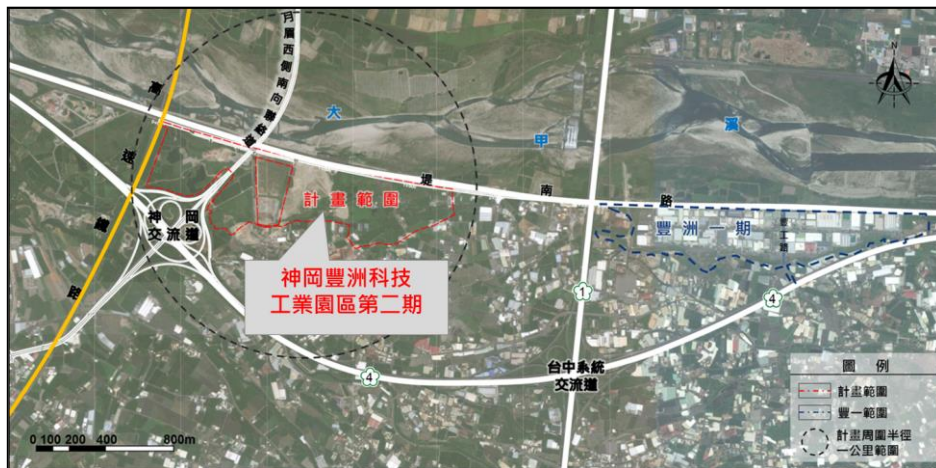 月眉西側南向聯絡道
N
高速鐵路
大甲溪
堤南路
計畫範圍
豐洲一期
神岡
交流道
神岡豐洲科技
工業園區第二期
1
4
4
台中系統
交流道
圖 例
計畫範圍
豐一範圍
計畫周圍半徑
一公里範圍
0 100 200 400 800m